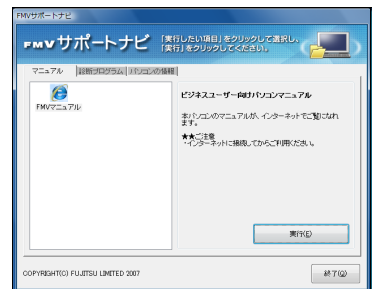 FMVサポートナビ
FMVサポートナビ
「実行したい項目」をクリックして選択し、
「実行」をクリックしてください。
マニュアル 診断プログラム パソコンの情報
FMVマニュアル
ビジネスユーザー向けパソコンマニュアル
本パソコンのマニュアルが、インターネットでご覧になれ
ます。
★★ご注意
・インターネットに接続してからご利用ください。
実行(E)
COPYRIGHT(C) FUJITSU LIMITED 2007
終了(Q)